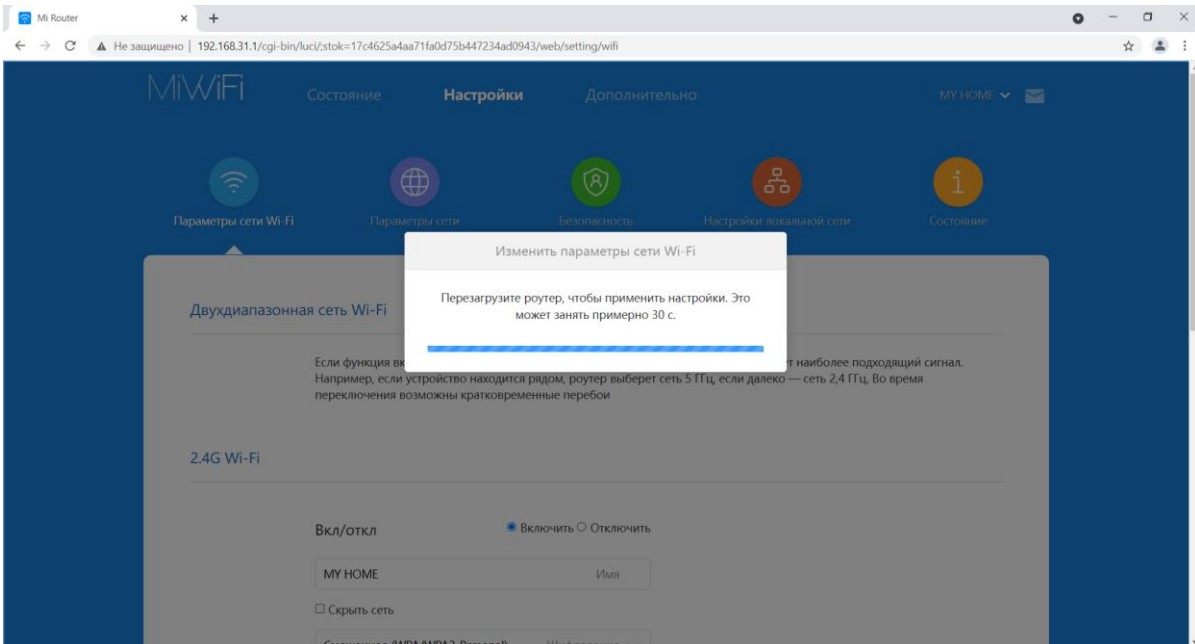 Mi Router
Не защищено | 192.168.31.1/cgi-bin/luci/;stok=17c4625a4aa71fa0d75b447234ad0943/web/setting/wifi
MiWiFi
Состояние
Настройки
Дополнительно
MY HOME
Параметры сети Wi-Fi
Параметры сети
Безопасность
Настройки локальной сети
Состояние
Изменить параметры сети Wi-Fi
Перезагрузите роутер, чтобы применить настройки. Это
может занять примерно 30 с.
Двухдиапазонная сеть Wi-Fi
Если функция вк
наиболее подходящий сигнал.
Например, если устройство находится рядом, роутер выберет сеть 5 ГГц, если далеко — сеть 2,4 ГГц. Во время
переключения возможны кратковременные перебои
2.4G Wi-Fi
Вкл/откл
Включить
Отключить
MY HOME
Имя
Скрыть сеть
(WPA/WPA2-Personal)